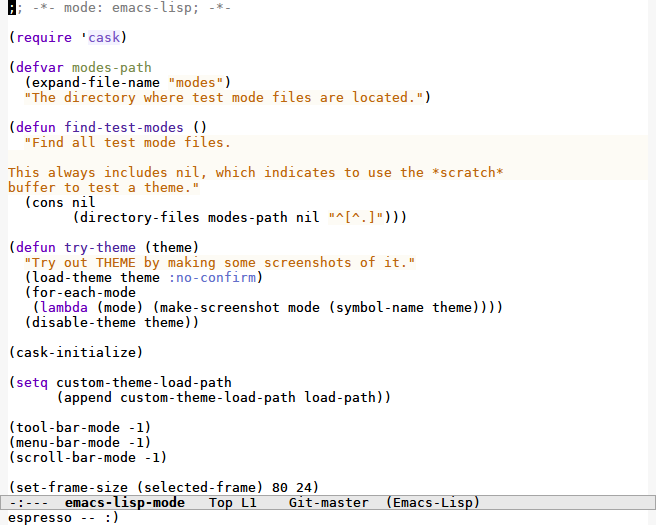 ;; -*- mode: emacs-lisp; -*-
(require 'cask)
(defvar modes-path
  (expand-file-name "modes")
  "The directory where test mode files are located.")
(defun find-test-modes ()
  "Find all test mode files.
This always includes nil, which indicates to use the *scratch*
buffer to test a theme."
  (cons nil
        (directory-files modes-path nil "^[^.]")))
(defun try-theme (theme)
  "Try out THEME by making some screenshots of it."
  (load-theme theme :no-confirm)
  (for-each-mode
   (lambda (mode) (make-screenshot mode (symbol-name theme))))
  (disable-theme theme))
(cask-initialize)
(setq custom-theme-load-path
      (append custom-theme-load-path load-path))
(tool-bar-mode -1)
(menu-bar-mode -1)
(scroll-bar-mode -1)
(set-frame-size (selected-frame) 80 24)
-:---  emacs-lisp-mode   Top L1    Git-master  (Emacs-Lisp)
espresso -- :)